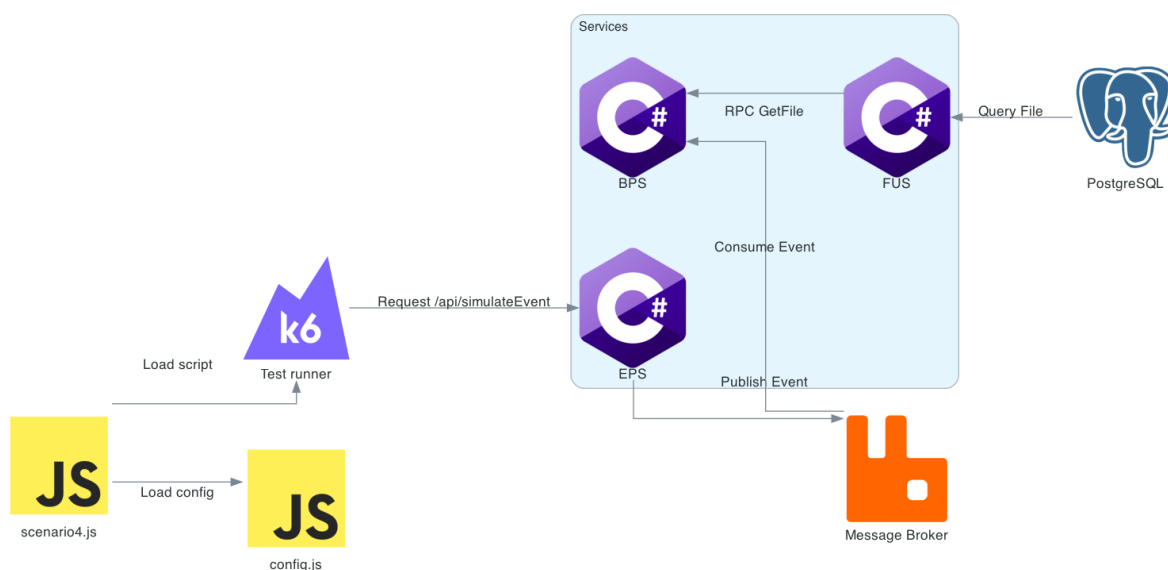 Services
C#
BPS
RPC GetFile
C#
FUS
Query File
PostgreSQL
Consume Event
C#
EPS
Request /api/simulateEvent
k6
Test runner
Load script
Publish Event
JS
scenario4.js
Load config
JS
config.js
Message Broker